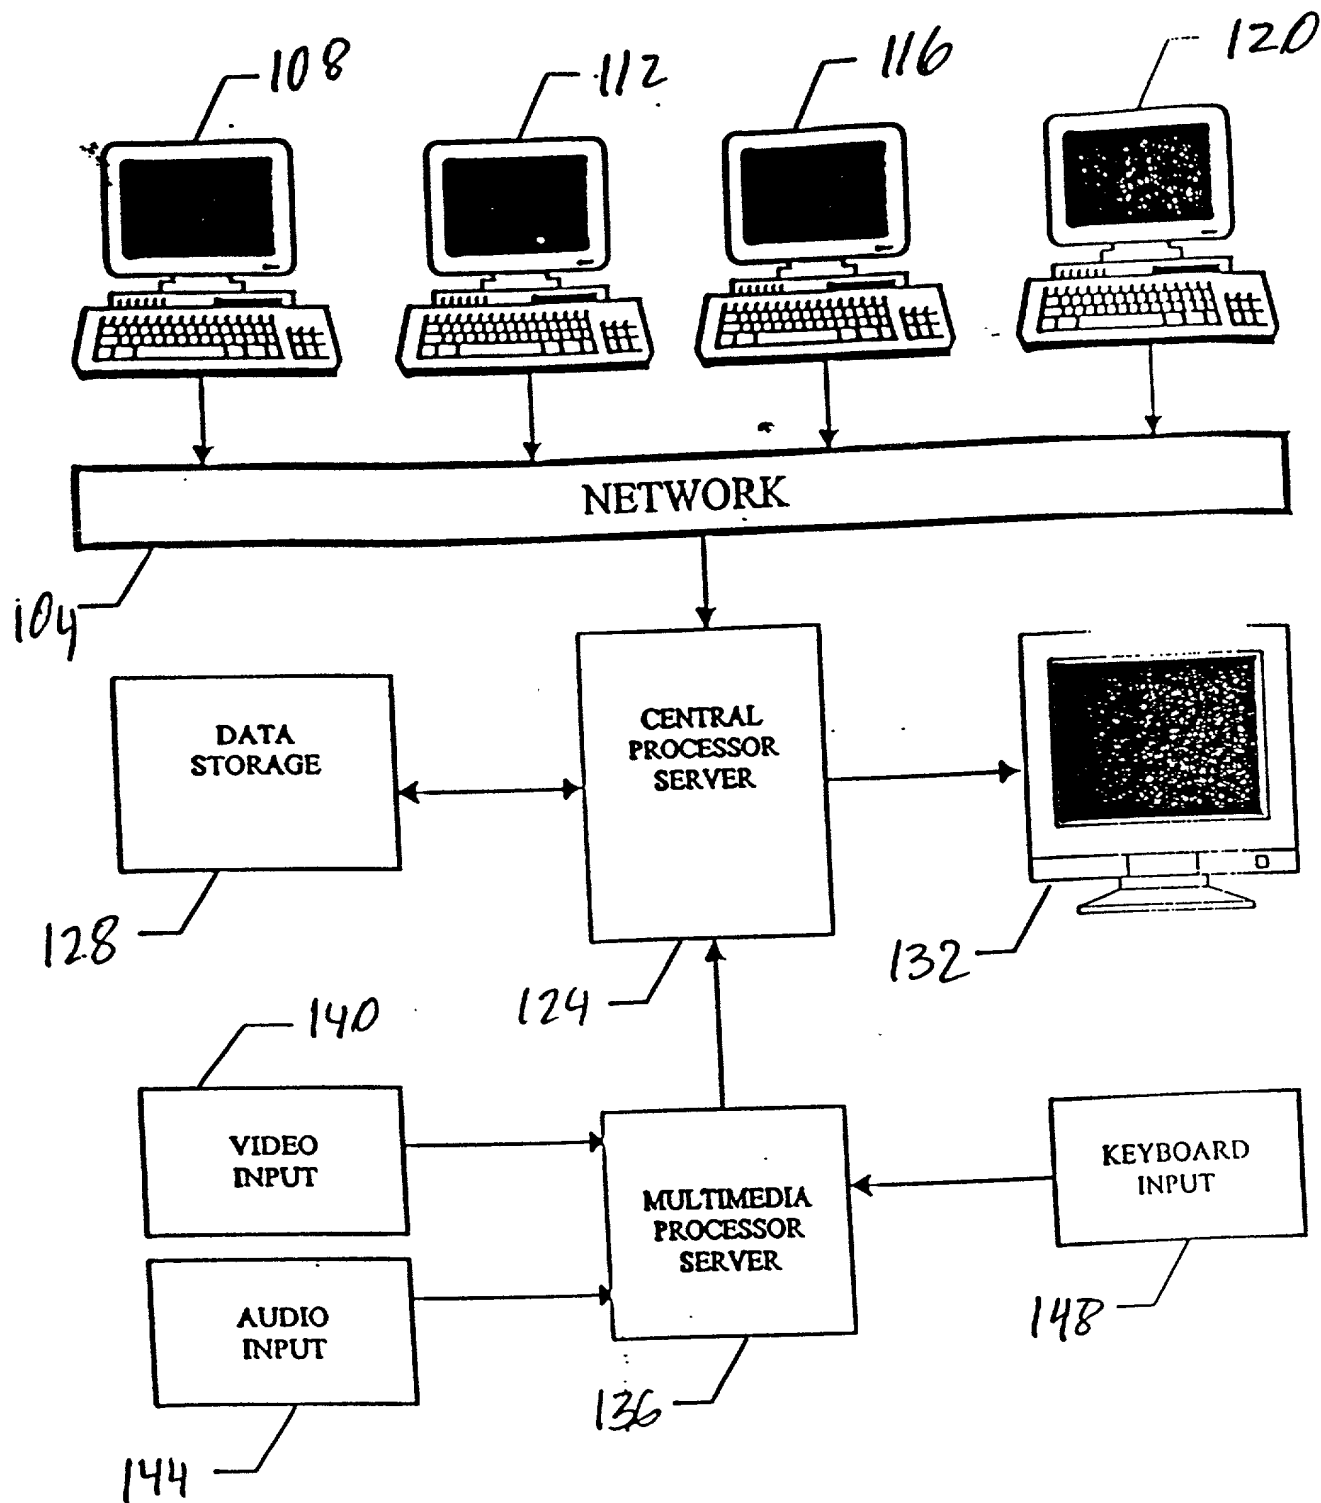 108
112
116
120
NETWORK
104
DATA
STORAGE
CENTRAL
PROCESSOR
SERVER
128
124
132
140
VIDEO
INPUT
MULTIMEDIA
PROCESSOR
SERVER
KEYBOARD
INPUT
AUDIO
INPUT
148
136
144